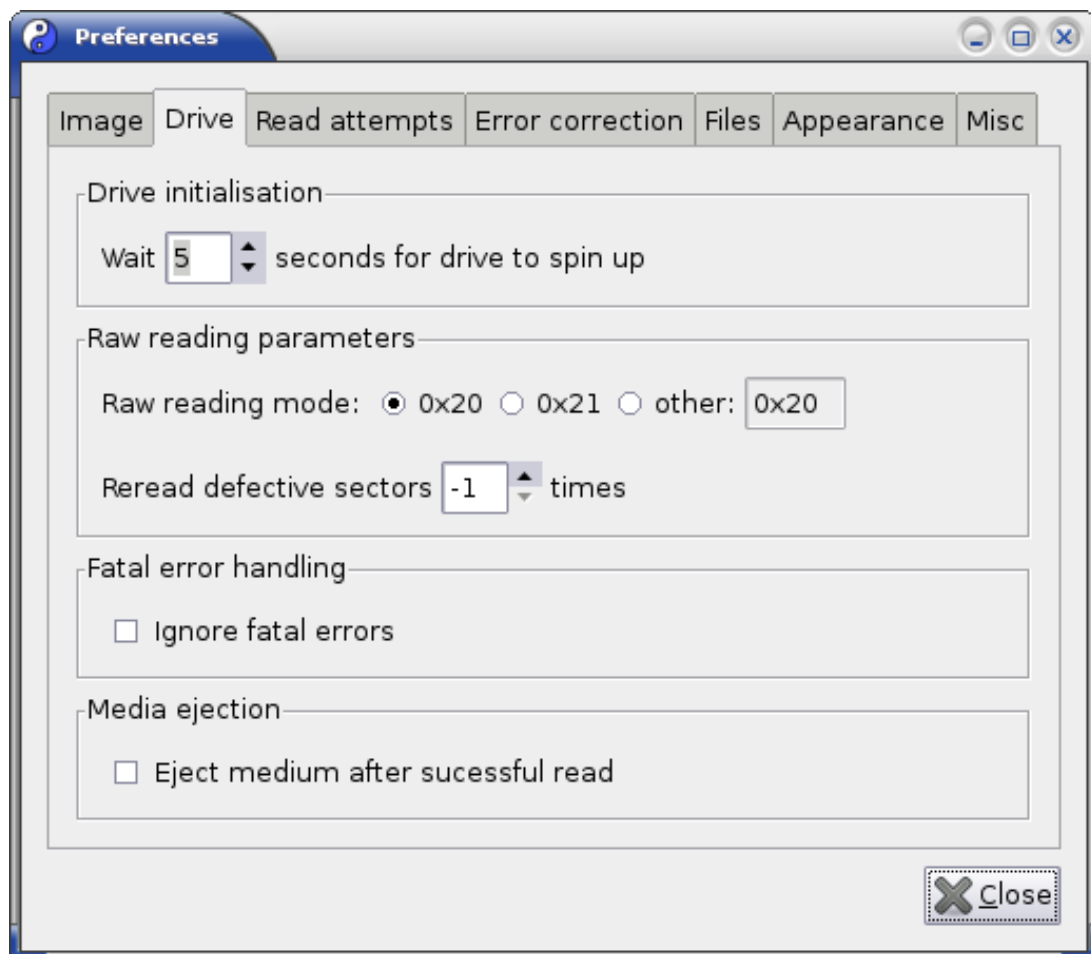 Preferences
Image Drive Read attempts Error correction Files Appearance Misc
Drive initialisation
Wait 5 seconds for drive to spin up
Raw reading parameters
Raw reading mode: 0x20 0x21 other: 0x20
Reread defective sectors -1 times
Fatal error handling
Ignore fatal errors
Media ejection
Eject medium after sucessful read
Close